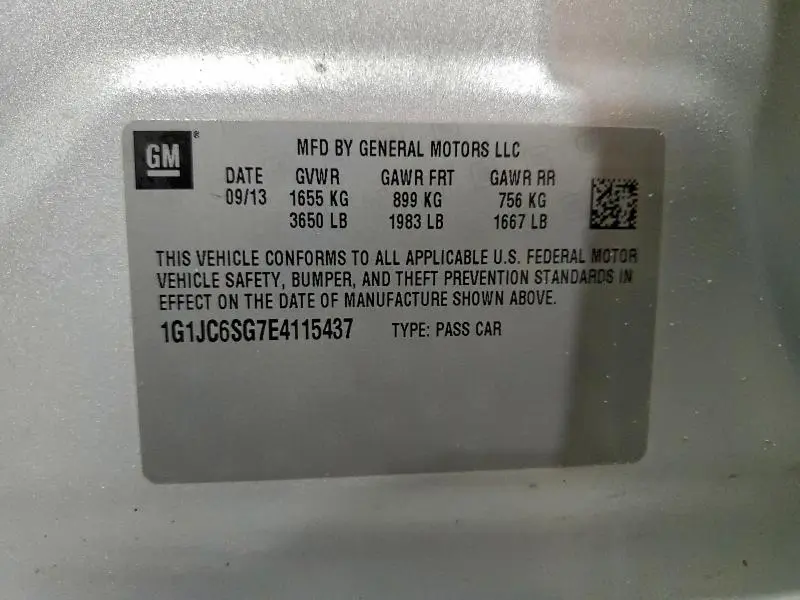 GM ®
MFD BY GENERAL MOTORS LLC
DATE GVWR GAWR FRT GAWR RR
09/13 1655 KG 899 KG 756 KG
3650 LB 1983 LB 1667 LB
THIS VEHICLE CONFORMS TO ALL APPLICABLE U.S. FEDERAL MOTOR
VEHICLE SAFETY, BUMPER, AND THEFT PREVENTION STANDARDS IN
EFFECT ON THE DATE OF MANUFACTURE SHOWN ABOVE.
1G1JC6SG7E4115437 TYPE: PASS CAR